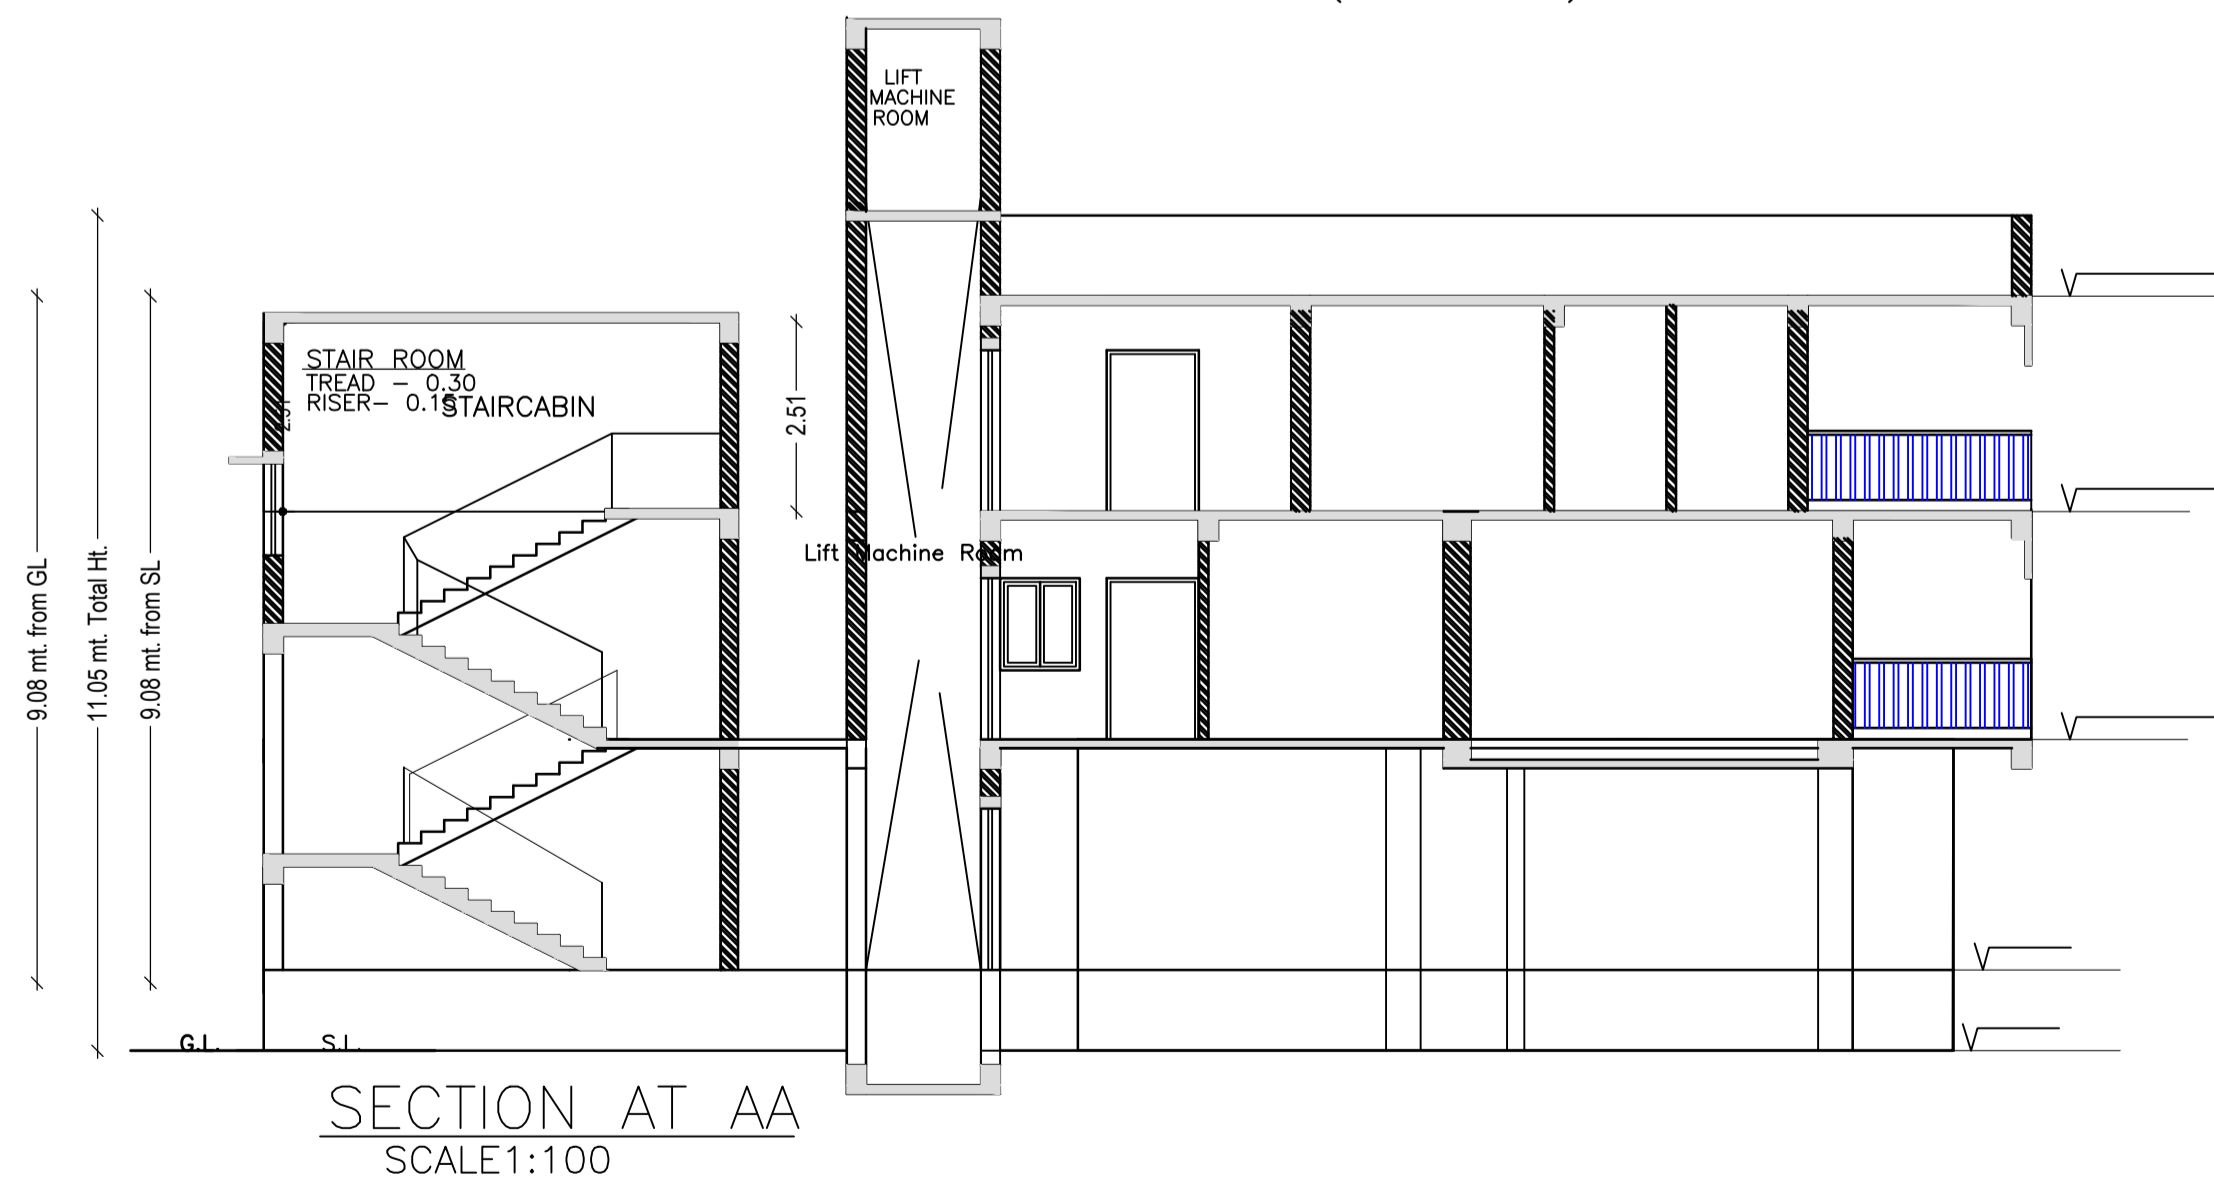 LIFT
MACHINE
ROOM
STAIR ROOM
TREAD - 0.30
RISER- 0.15
STAIRCABIN
2.51
2.51
Lift Machine Room
9.08 mt. from GL
11.05 mt. Total Ht.
9.08 mt. from SL
G.L.
S.L.
SECTION AT AA
SCALE1:100